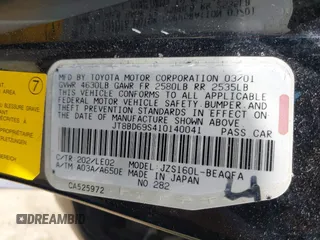 7
MFD. BY TOYOTA MOTOR CORPORATION 03/01
GVWR 4630LB GAWR FR 2580LB RR 2535LB
THIS VEHICLE CONFORMS TO ALL APPLICABLE
FEDERAL MOTOR VEHICLE SAFETY, BUMPER, AND
THEFT PREVENTION STANDARDS IN EFFECT ON
THE DATE OF MANUFACTURE SHOWN ABOVE.
JT8BD69S410140041 PASS. CAR
C/TR 202/LE02 MODEL JZS160L-BEAQFA
A/TM A03A/A650E MADE IN JAPAN
NO 282
CA525972
4